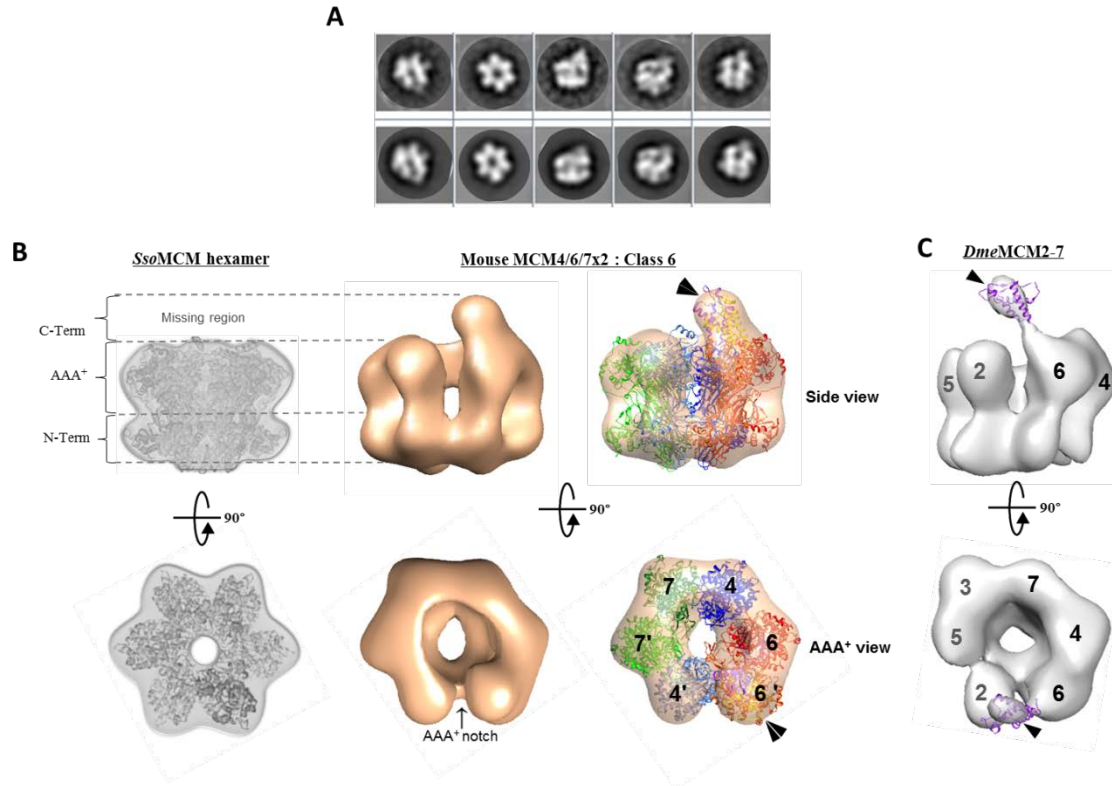 A
B
SsoMCM hexamer
Mouse MCM4/6/7x2 : Class 6
C
DmeMCM2-7
C-Term
Missing region
AAA+
N-Term
Side view
5
2
6
4
90°
90°
90°
7
4
7'
6
4'
6'
AAA+ view
AAA+ notch
3
7
5
4
2
6